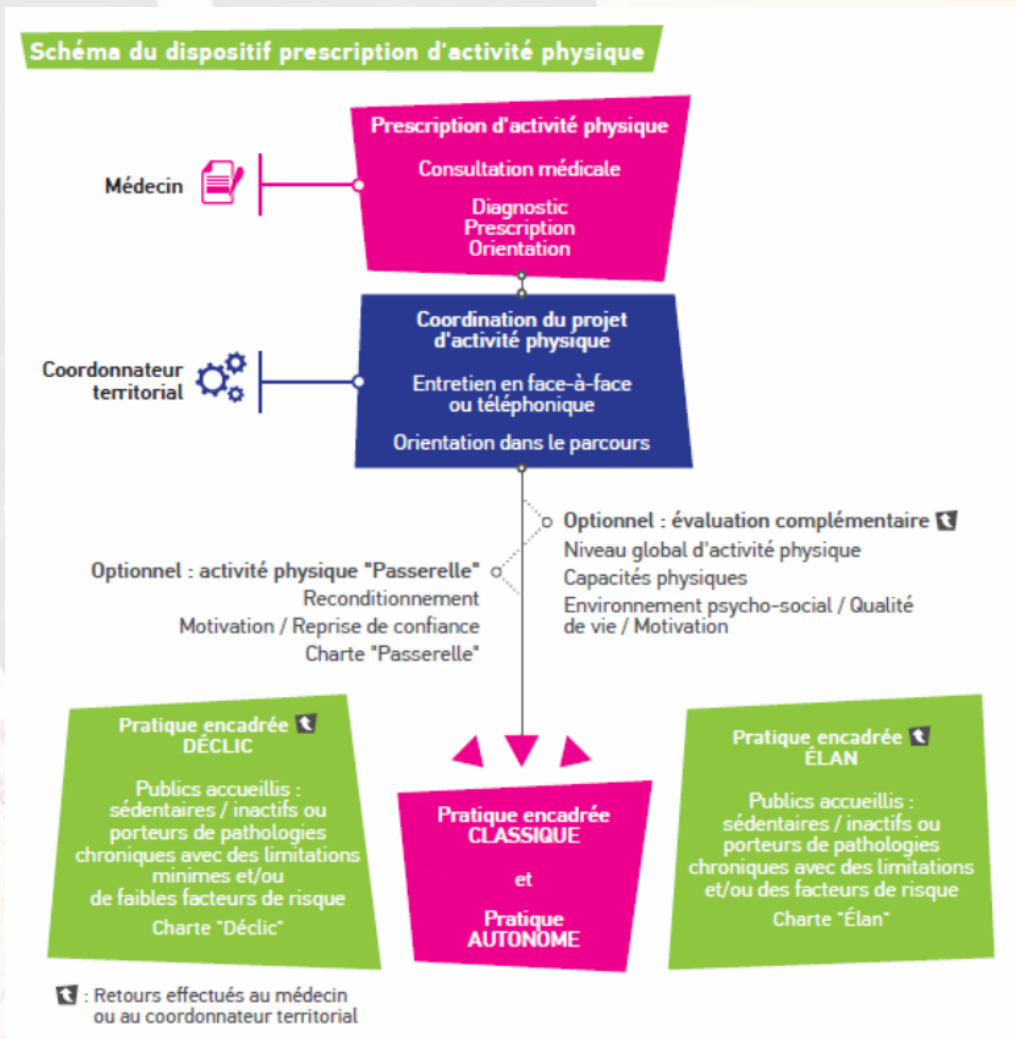 Schéma du dispositif prescription d'activité physique
Médecin
Prescription d'activité physique
Consultation médicale
Diagnostic
Prescription
Orientation
Coordonnateur
territorial
Coordination du projet
d'activité physique
Entretien en face-à-face
ou téléphonique
Orientation dans le parcours
Optionnel : évaluation complémentaire
Niveau global d'activité physique
Capacités physiques
Environnement psycho-social / Qualité
de vie / Motivation
Optionnel : activité physique "Passerelle"
Reconditionnement
Motivation / Reprise de confiance
Charte "Passerelle"
Pratique encadrée
DÉCLIC
Publics accueillis :
sédentaires / inactifs ou
porteurs de pathologies
chroniques avec des limitations
minimes et/ou
de faibles facteurs de risque
Charte "Déclic"
Pratique encadrée
CLASSIQUE
et
Pratique
AUTONOME
Pratique encadrée
ÉLAN
Publics accueillis :
sédentaires / inactifs ou
porteurs de pathologies
chroniques avec des limitations
et/ou des facteurs de risque
Charte "Élan"
: Retours effectués au médecin
ou au coordonnateur territorial